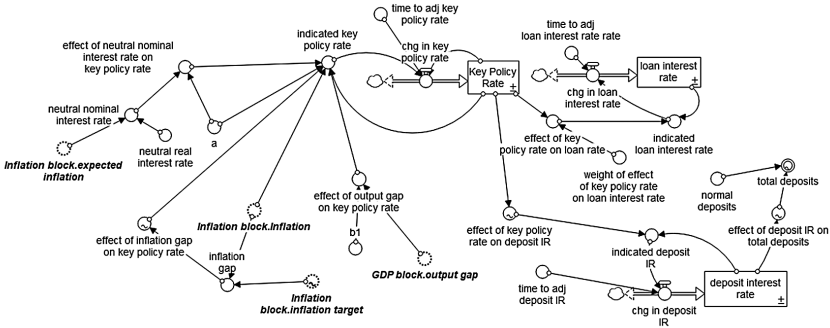 time to adj key
policy rate
indicated key
policy rate
time to adj
loan interest rate rate
effect of neutral nominal
interest rate on
key policy rate
chg in key
policy rate
Key Policy
Rate
loan interest
rate
chg in loan
interest rate
neutral nominal
interest rate
a
neutral real
interest rate
Inflation block.expected
inflation
effect of key
policy rate on loan rate
indicated
loan interest rate
weight of effect
of key policy rate
on loan interest rate
normal
deposits
total deposits
effect of output gap
on key policy rate
Inflation block.Inflation
effect of inflation gap
on key policy rate
b1
effect of key policy
rate on deposit IR
effect of deposit IR on
total deposits
inflation
gap
GDP block.output gap
indicated deposit
IR
Inflation
block.inflation target
time to adj
deposit IR
deposit interest
rate
chg in deposit
IR